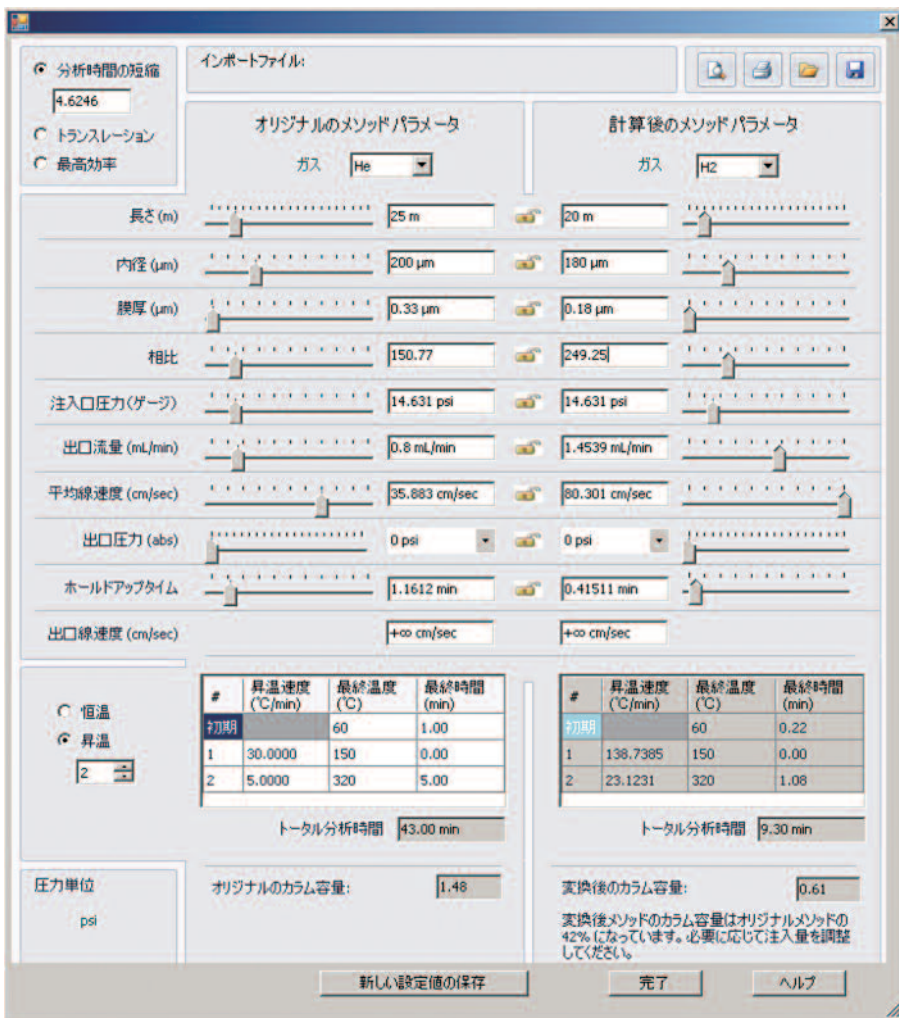 分析時間の短縮
4.6246
トランスレーション
最高効率
インポートファイル:
オリジナルのメソッドパラメータ
ガス He
計算後のメソッドパラメータ
ガス H2
長さ(m) 25 m 20 m
内径(μm) 200 μm 180 μm
膜厚(μm) 0.33 μm 0.18 μm
相比 150.77 249.25
注入口圧力(ゲージ) 14.631 psi 14.631 psi
出口流量(mL/min) 0.8 mL/min 1.4539 mL/min
平均線速度(cm/sec) 35.883 cm/sec 80.301 cm/sec
出口圧力(abs) 0 psi 0 psi
ホールドアップタイム 1.1612 min 0.41511 min
出口線速度(cm/sec) +∞ cm/sec +∞ cm/sec
恒温
昇温
2
# 昇温速度(℃/min) 最終温度(℃) 最終時間(min)
初期 60 1.00
1 30.0000 150 0.00
2 5.0000 320 5.00
トータル分析時間 43.00 min
# 昇温速度(℃/min) 最終温度(℃) 最終時間(min)
初期 60 0.22
1 138.7385 150 0.00
2 23.1231 320 1.08
トータル分析時間 9.30 min
圧力単位
psi
オリジナルのカラム容量: 1.48
変換後のカラム容量: 0.61
変換後メソッドのカラム容量はオリジナルメソッドの
42% になっています。必要に応じて注入量を調整
してください。
新しい設定値の保存
完了
ヘルプ